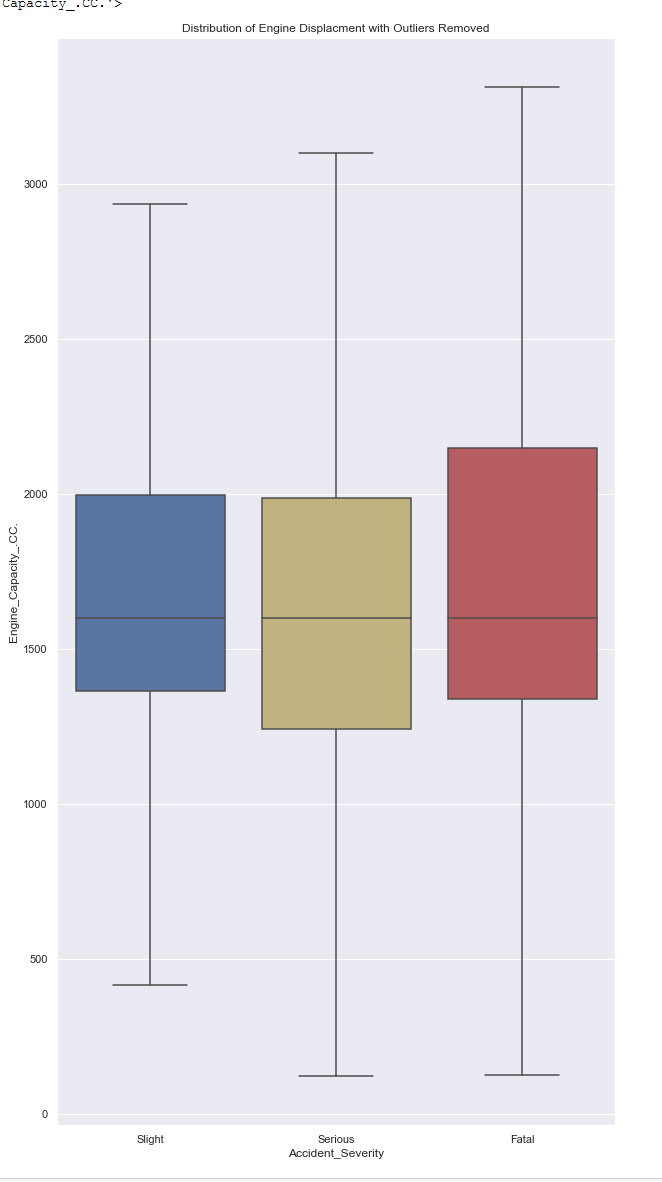 Capacity_.CC.'>
Distribution of Engine Displacment with Outliers Removed
3000
2500
2000
1500
1000
500
0
Engine_Capacity_.CC.
Slight Serious Fatal
Accident_Severity